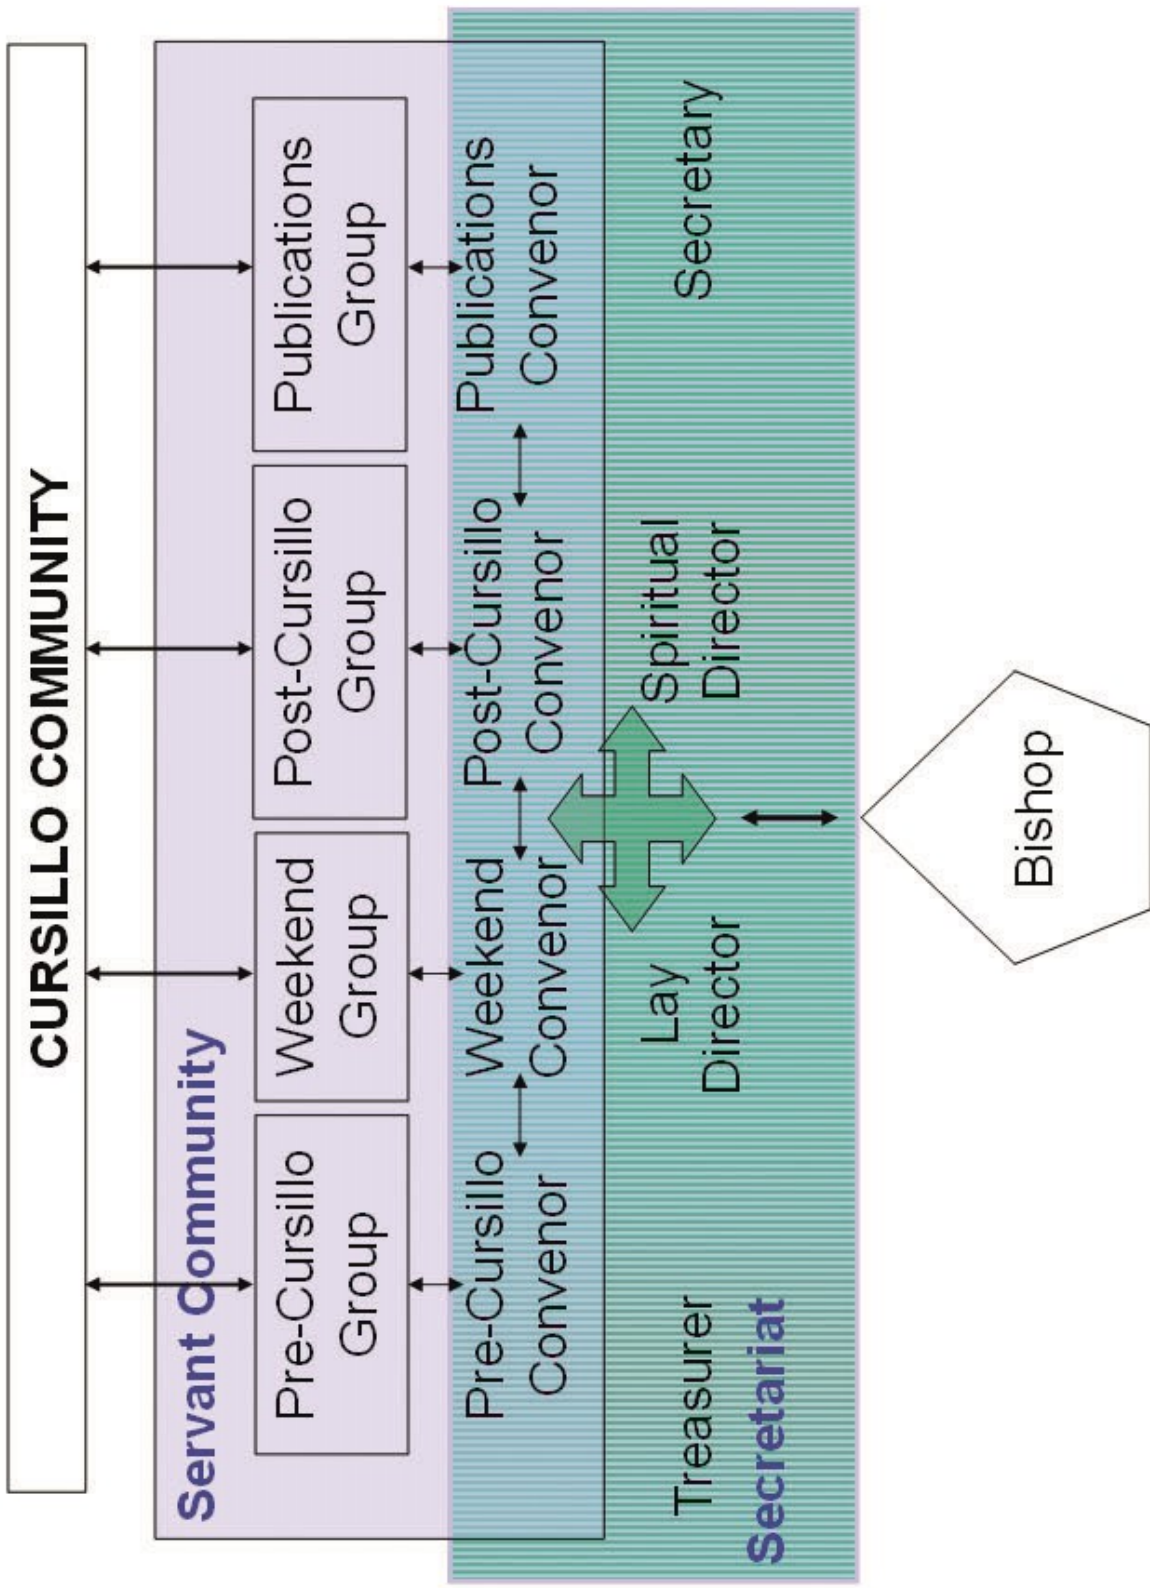 CURSILLO COMMUNITY
Servant Community
Pre-Cursillo
Group
Weekend
Group
Post-Cursillo
Group
Publications
Group
Pre-Cursillo
Convenor
Weekend
Convenor
Post-Cursillo
Convenor
Publications
Convenor
Treasurer
Lay
Director
Spiritual
Director
Secretary
Secretariat
Bishop